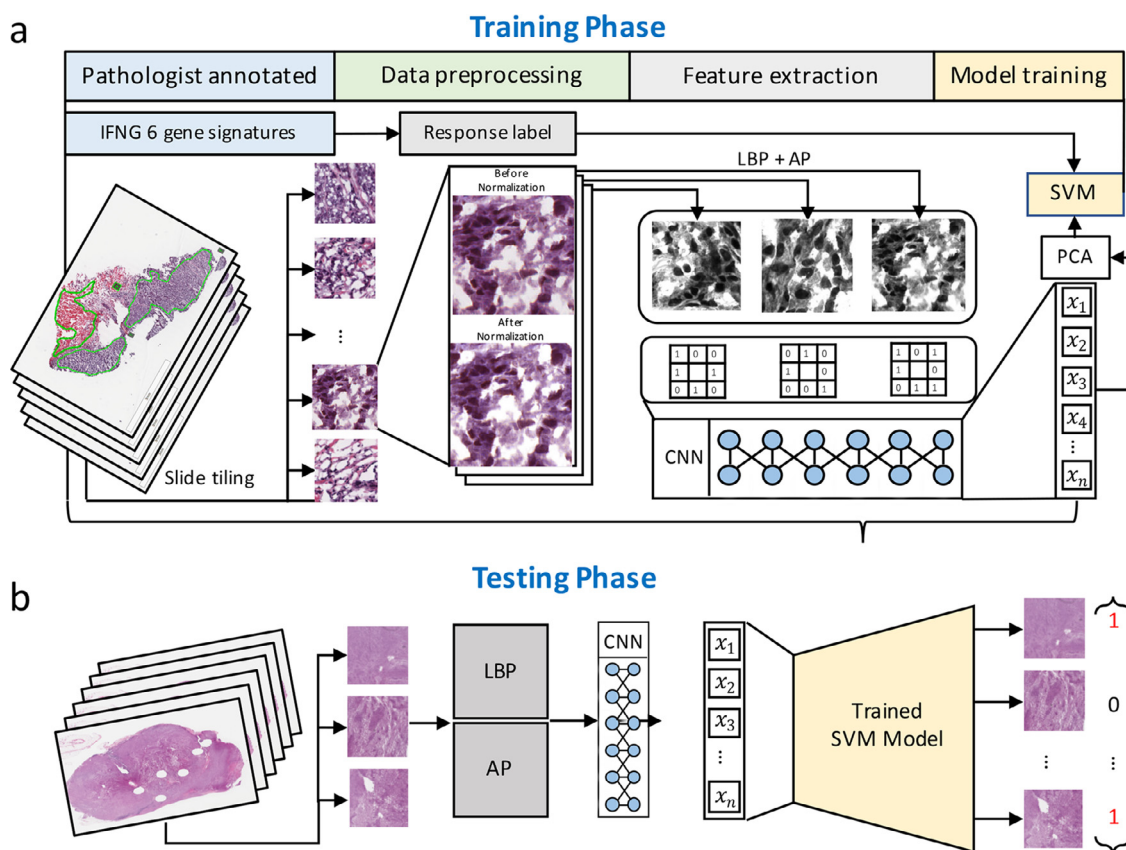 a
Training Phase
Pathologist annotated
Data preprocessing
Feature extraction
Model training
IFNG 6 gene signatures
Response label
LBP + AP
SVM
Before
Normalization
PCA
After
Normalization
...
1 0 0
1 1
0 1 0
0 1 0
1 0
0 0 1
1 0 1
1 0
0 1 1
x1
x2
x3
x4
...
xn
CNN
Slide tiling
Testing Phase
b
LBP
AP
CNN
x1
x2
x3
...
xn
Trained
SVM Model
1
0
... ...
1